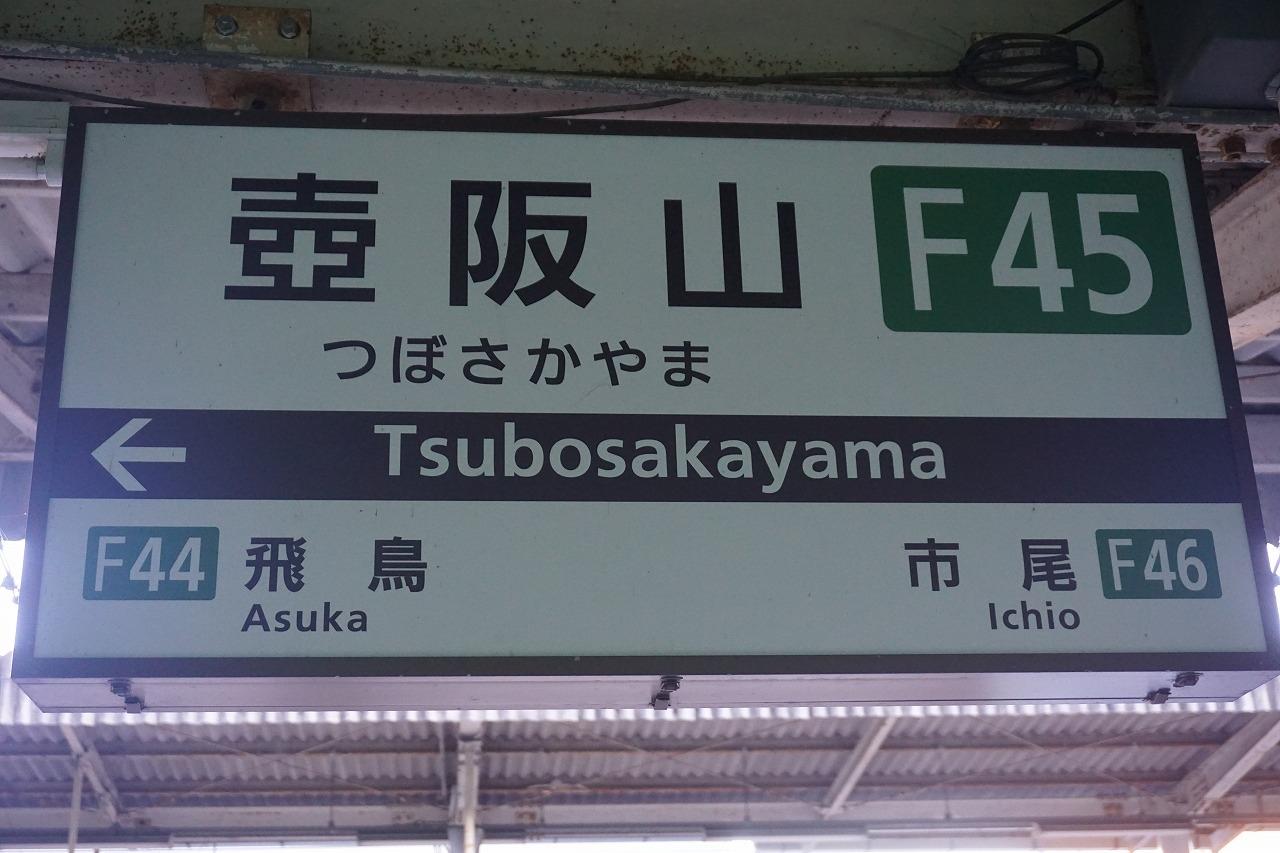 壺阪山 F45
つぼさかやま
← Tsubosakayama
F44 飛鳥 市尾 F46
Asuka Ichio